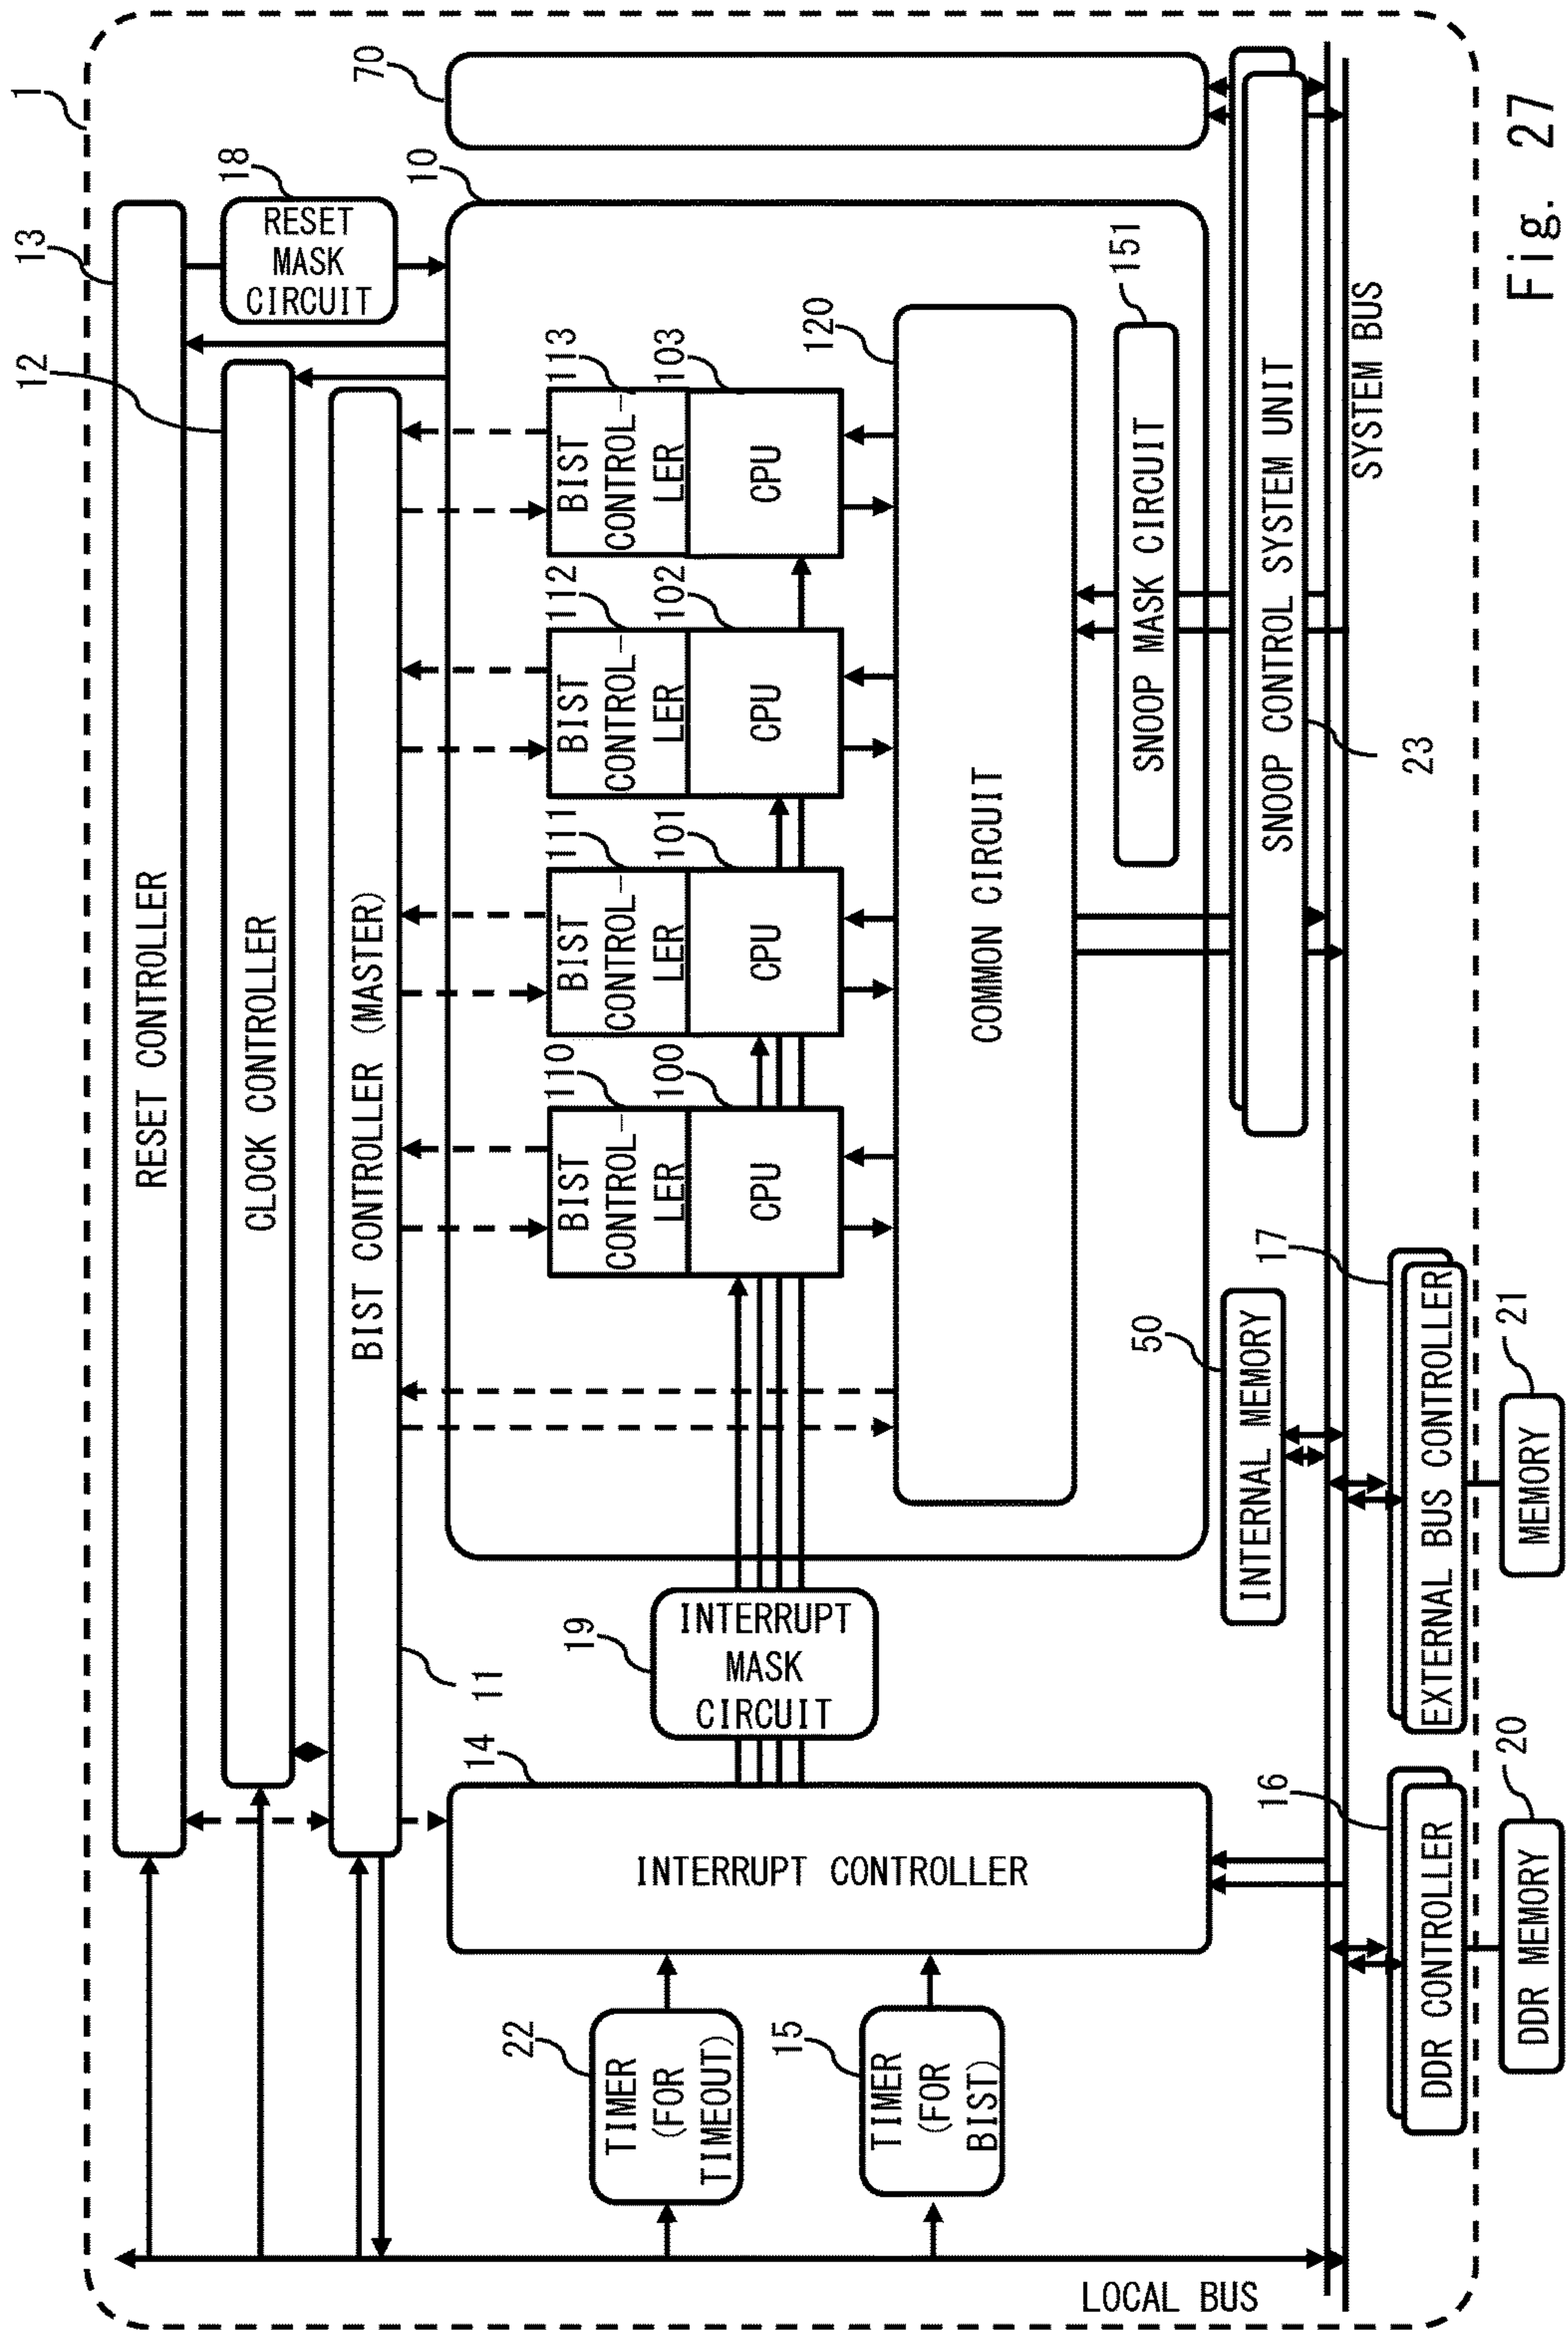 1
13
RESET CONTROLLER
18
RESET
MASK
CIRCUIT
12
CLOCK CONTROLLER
BIST CONTROLLER (MASTER)
11
10
70
110
BIST
CONTROL-
LER
100
CPU
111
BIST
CONTROL-
LER
101
CPU
112
BIST
CONTROL-
LER
102
CPU
113
BIST
CONTROL-
LER
103
CPU
120
COMMON CIRCUIT
151
SNOOP MASK CIRCUIT
SNOOP CONTROL SYSTEM UNIT
23
SYSTEM BUS
19
INTERRUPT
MASK
CIRCUIT
14
INTERRUPT CONTROLLER
22
TIMER
(FOR
TIMEOUT)
15
TIMER
(FOR
BIST)
LOCAL BUS
50
INTERNAL MEMORY
16
DDR CONTROLLER
20
DDR MEMORY
17
EXTERNAL BUS CONTROLLER
21
MEMORY
Fig. 27